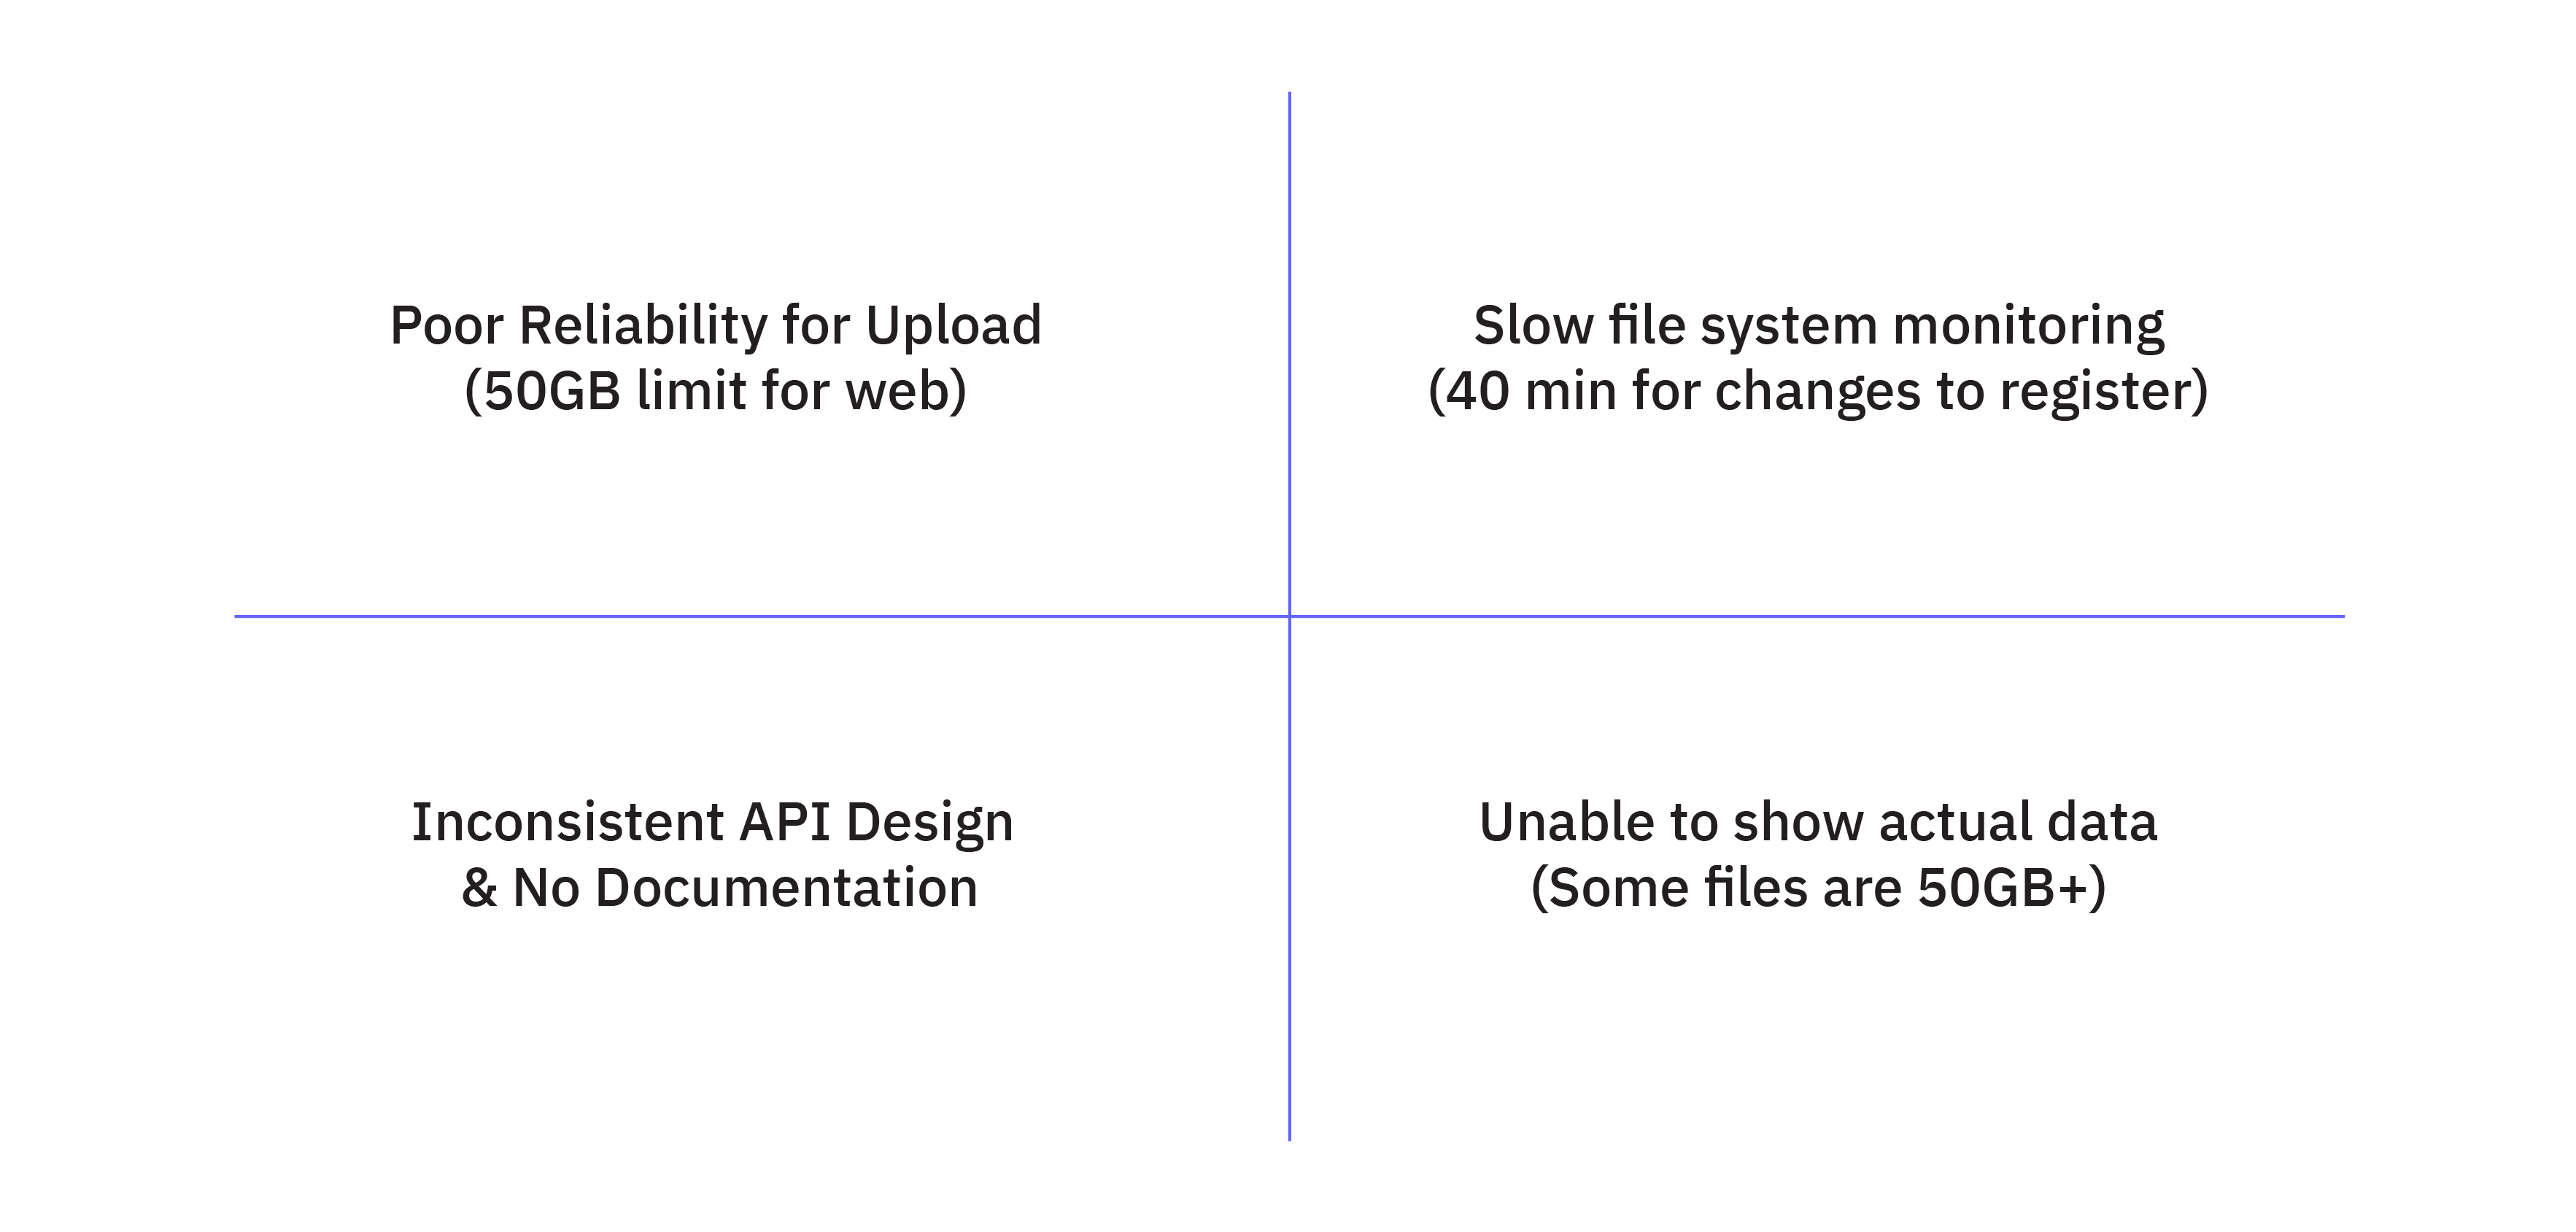 Poor Reliability for Upload
(50GB limit for web)
Slow file system monitoring
(40 min for changes to register)
Inconsistent API Design
& No Documentation
Unable to show actual data
(Some files are 50GB+)